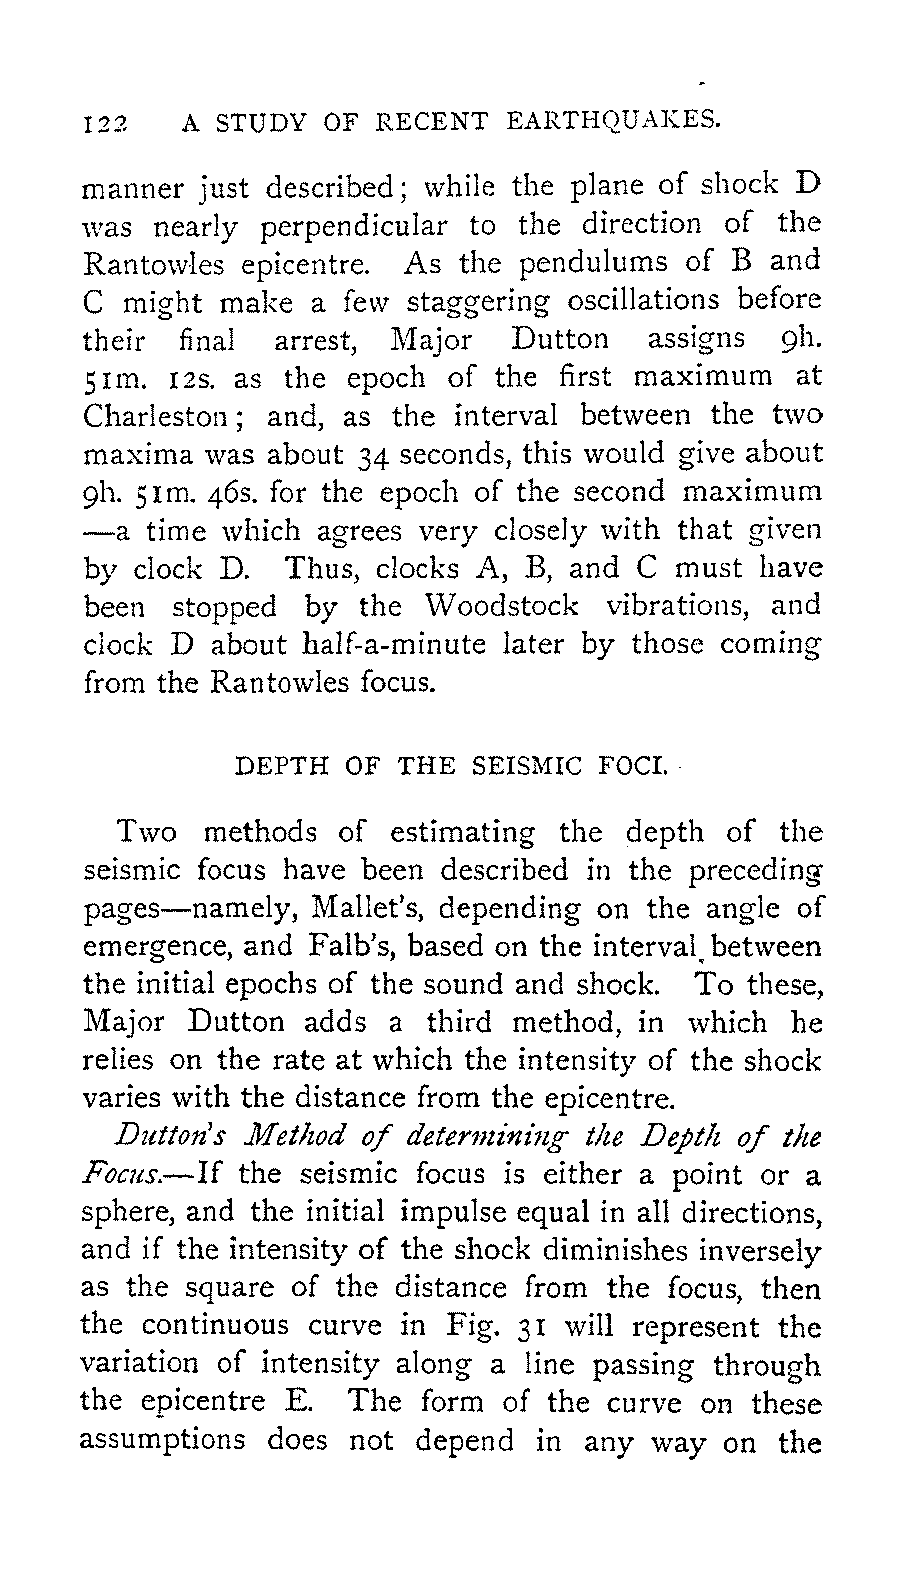 122 A STUDY OF RECENT EARTHQUAKES.
manner just described; while the plane of shock D
was nearly perpendicular to the direction of the
Rantowles epicentre. As the pendulums of B and
C might make a few staggering oscillations before
their final arrest, Major Dutton assigns 9h.
51m. 12s. as the epoch of the first maximum at
Charleston; and, as the interval between the two
maxima was about 34 seconds, this would give about
9h. 51m. 46s. for the epoch of the second maximum
—a time which agrees very closely with that given
by clock D. Thus, clocks A, B, and C must have
been stopped by the Woodstock vibrations, and
clock D about half-a-minute later by those coming
from the Rantowles focus.
DEPTH OF THE SEISMIC FOCI.
Two methods of estimating the depth of the
seismic focus have been described in the preceding
pages—namely, Mallet's, depending on the angle of
emergence, and Falb's, based on the interval between
the initial epochs of the sound and shock. To these,
Major Dutton adds a third method, in which he
relies on the rate at which the intensity of the shock
varies with the distance from the epicentre.
Dutton's Method of determining the Depth of the
Focus.—If the seismic focus is either a point or a
sphere, and the initial impulse equal in all directions,
and if the intensity of the shock diminishes inversely
as the square of the distance from the focus, then
the continuous curve in Fig. 31 will represent the
variation of intensity along a line passing through
the epicentre E. The form of the curve on these
assumptions does not depend in any way on the